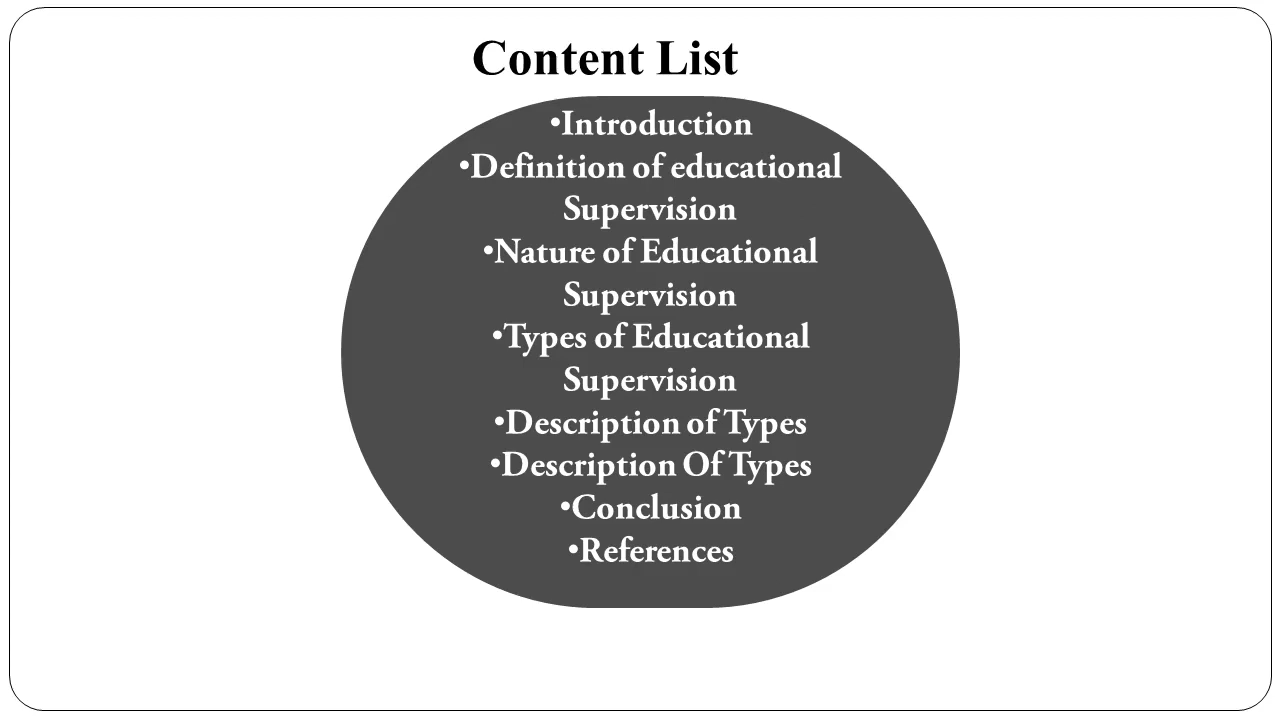 Content List
•Introduction
•Definition of educational
Supervision
•Nature of Educational
Supervision
•Types of Educational
Supervision
•Description of Types
•Description Of Types
•Conclusion
•References